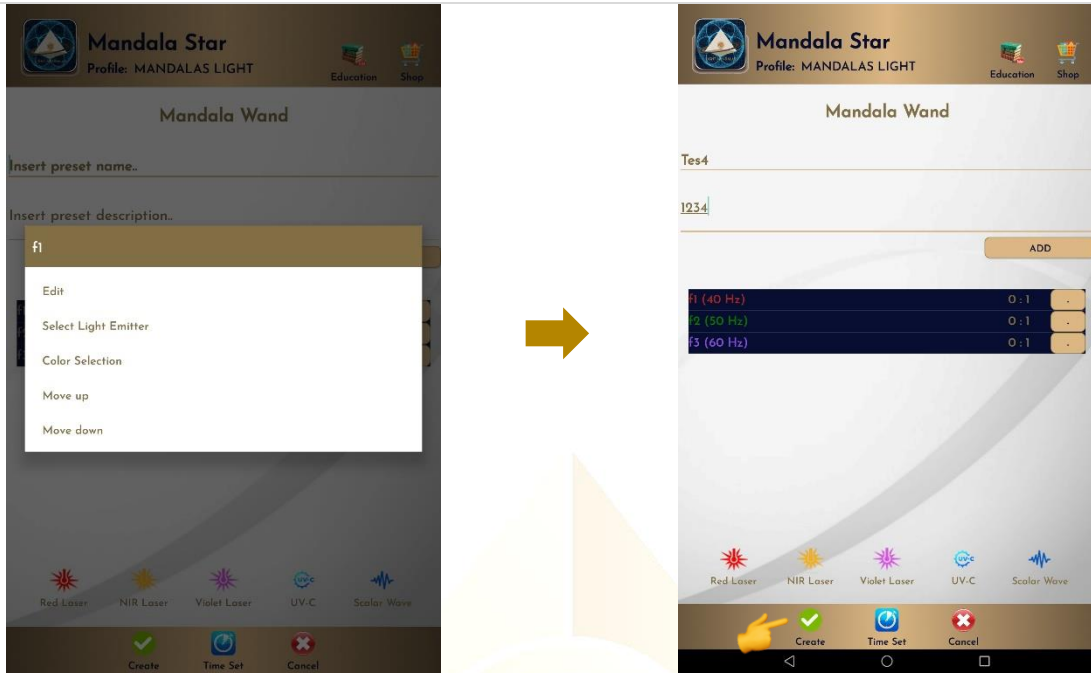 Mandala Star
Profile: MANDALAS LIGHT
Education Shop
Mandala Wand
Insert preset name..
Insert preset description..
f1
Edit
Select Light Emitter
Color Selection
Move up
Move down
Red Laser NIR Laser Violet Laser UV-C Scalar Wave
Create Time Set Cancel
Mandala Star
Profile: MANDALAS LIGHT
Education Shop
Mandala Wand
Tes4
1234
ADD
f1 (40 Hz) 0 : 1 .
f2 (50 Hz) 0 : 1 .
f3 (60 Hz) 0 : 1 .
Red Laser NIR Laser Violet Laser UV-C Scalar Wave
Create Time Set Cancel